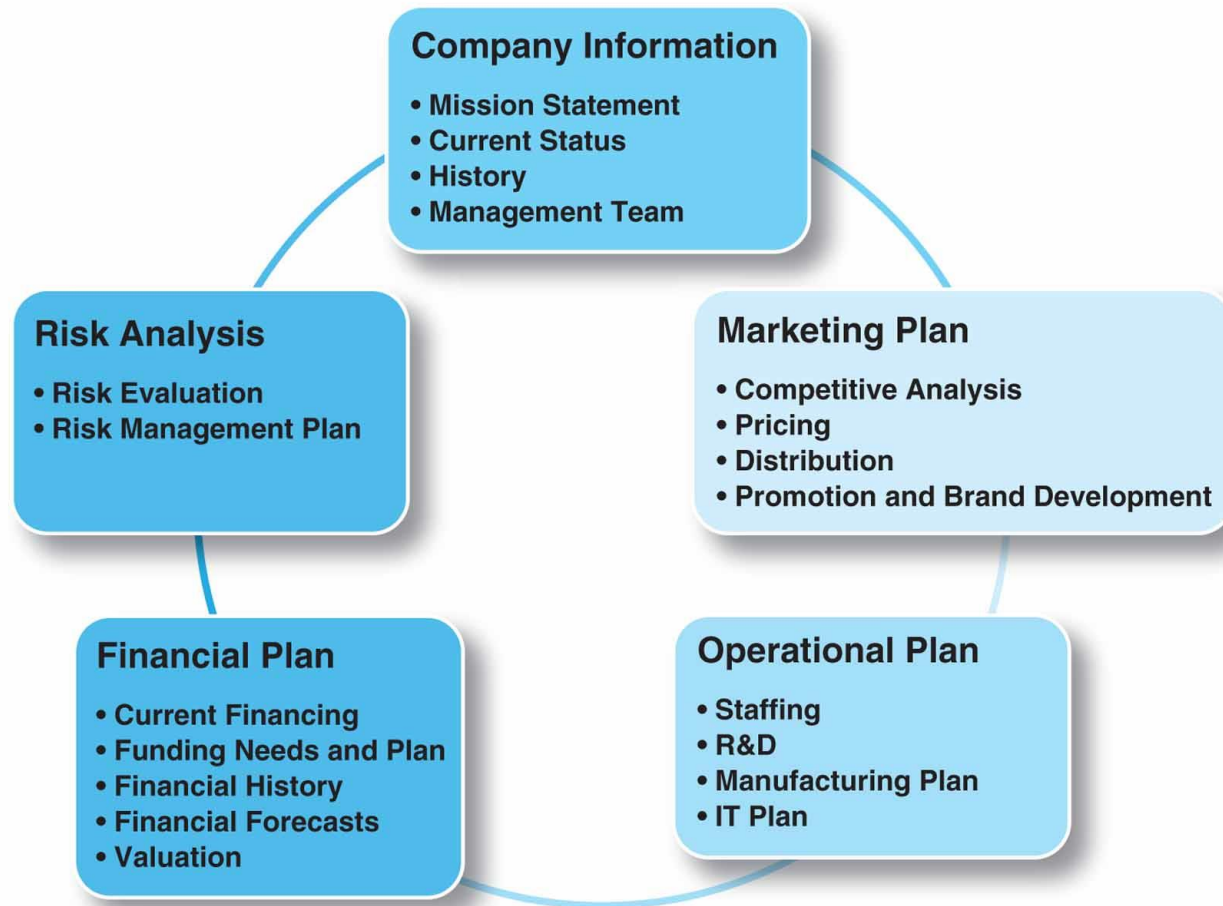 Company Information
• Mission Statement
• Current Status
• History
• Management Team
Marketing Plan
• Competitive Analysis
• Pricing
• Distribution
• Promotion and Brand Development
Operational Plan
• Staffing
• R&D
• Manufacturing Plan
• IT Plan
Financial Plan
• Current Financing
• Funding Needs and Plan
• Financial History
• Financial Forecasts
• Valuation
Risk Analysis
• Risk Evaluation
• Risk Management Plan